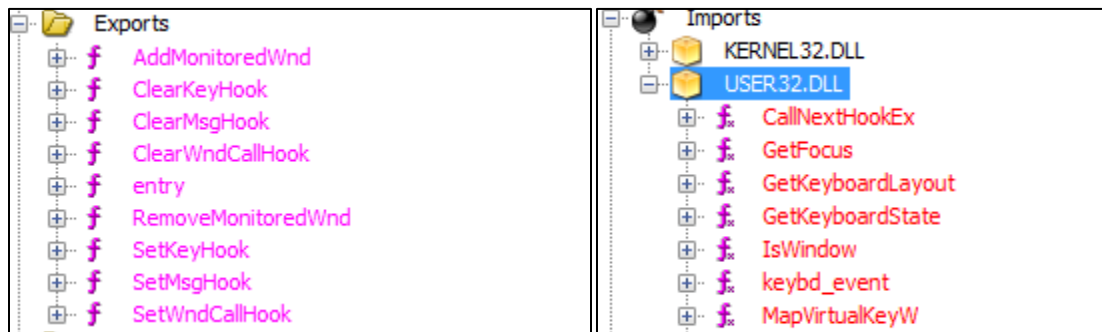 Exports
AddMonitoredWnd
ClearKeyHook
ClearMsgHook
ClearWndCallHook
entry
RemoveMonitoredWnd
SetKeyHook
SetMsgHook
SetWndCallHook
Imports
KERNEL32.DLL
USER32.DLL
CallNextHookEx
GetFocus
GetKeyboardLayout
GetKeyboardState
IsWindow
keybd_event
MapVirtualKeyW